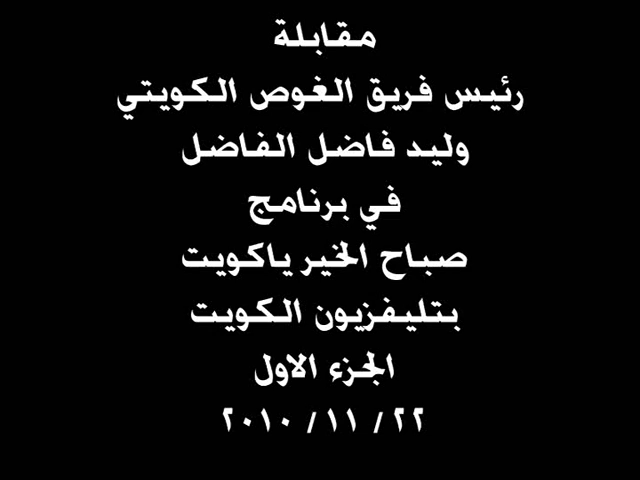 مقابلة
رئيس فريق الغوص الكويتي
وليد فاضل الفاضل
في برنامج
صباح الخير ياكويت
بتليفزيون الكويت
الجزء الاول
٢٢ / ١١ / ٢٠١٠